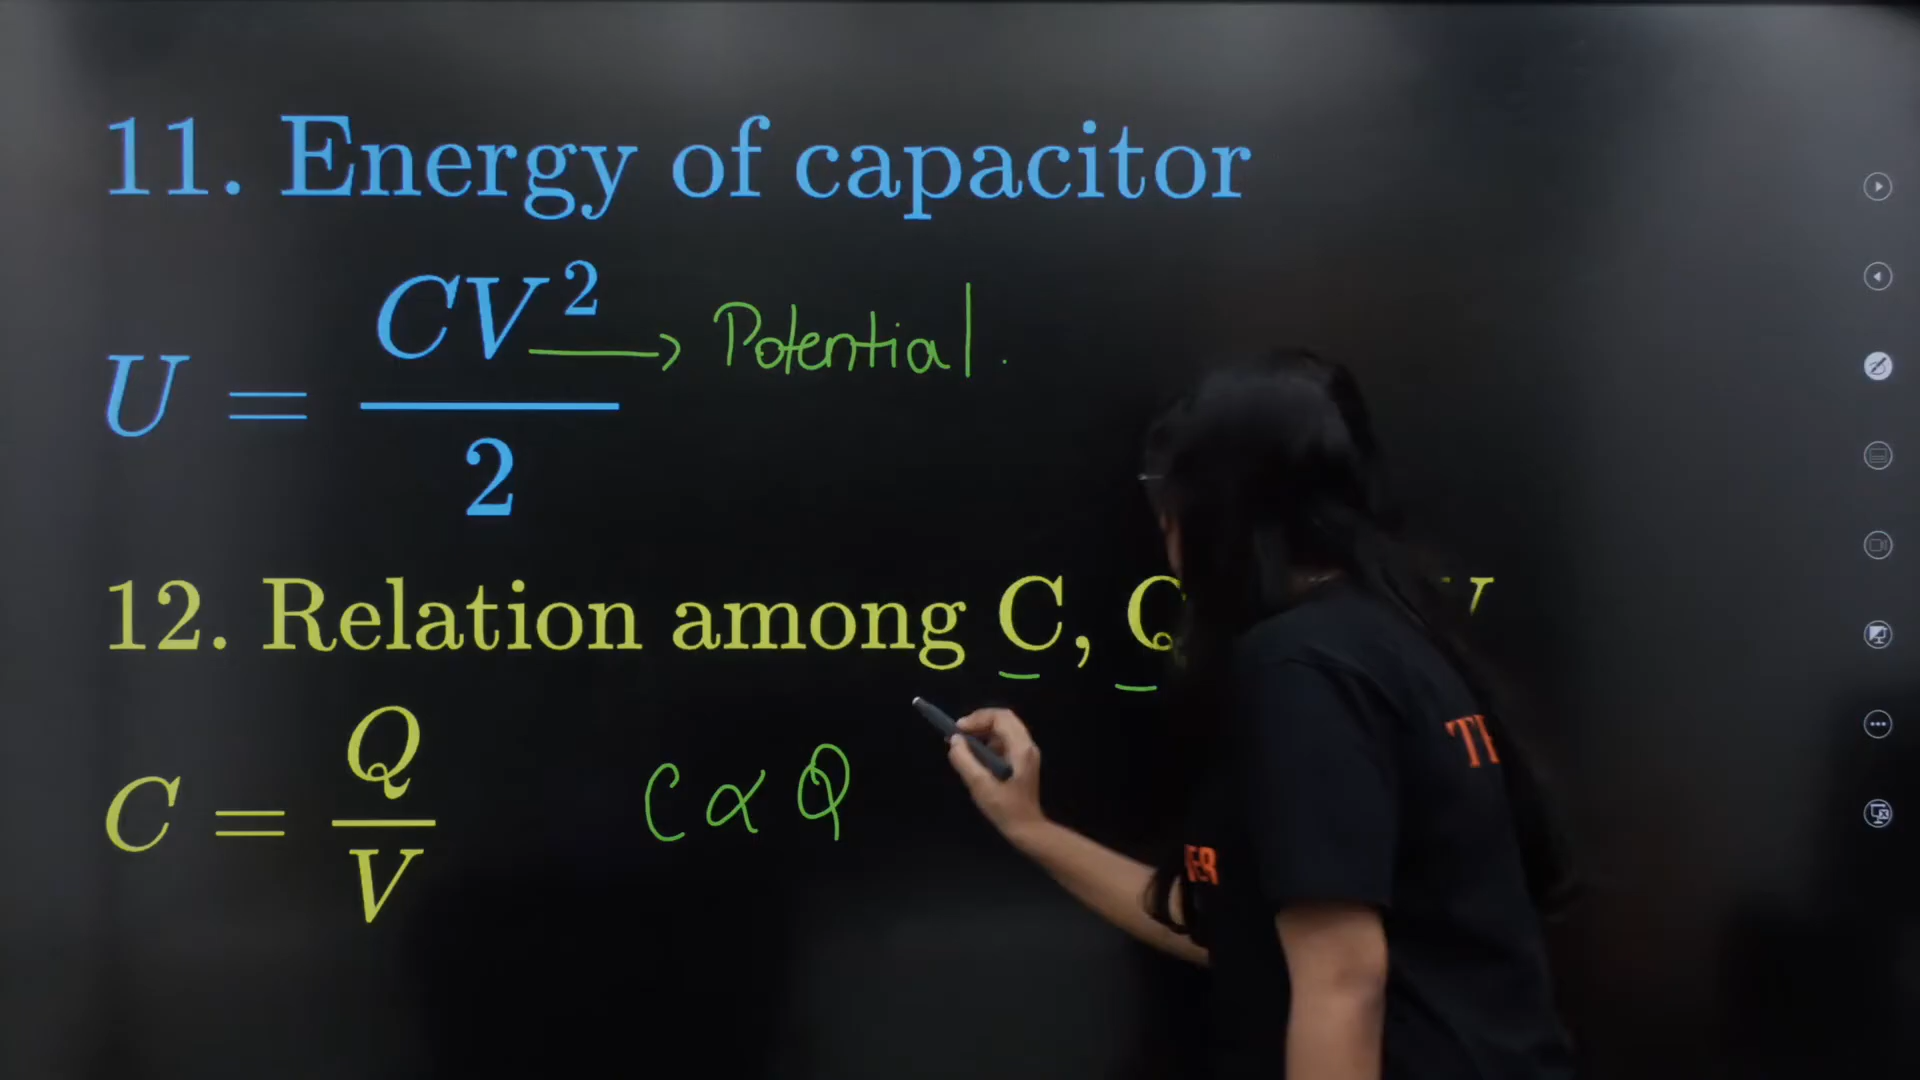 11. Energy of capacitor
U = CV²/2 → Potential.
12. Relation among C, Q V
C = Q/V
C ∝ Q